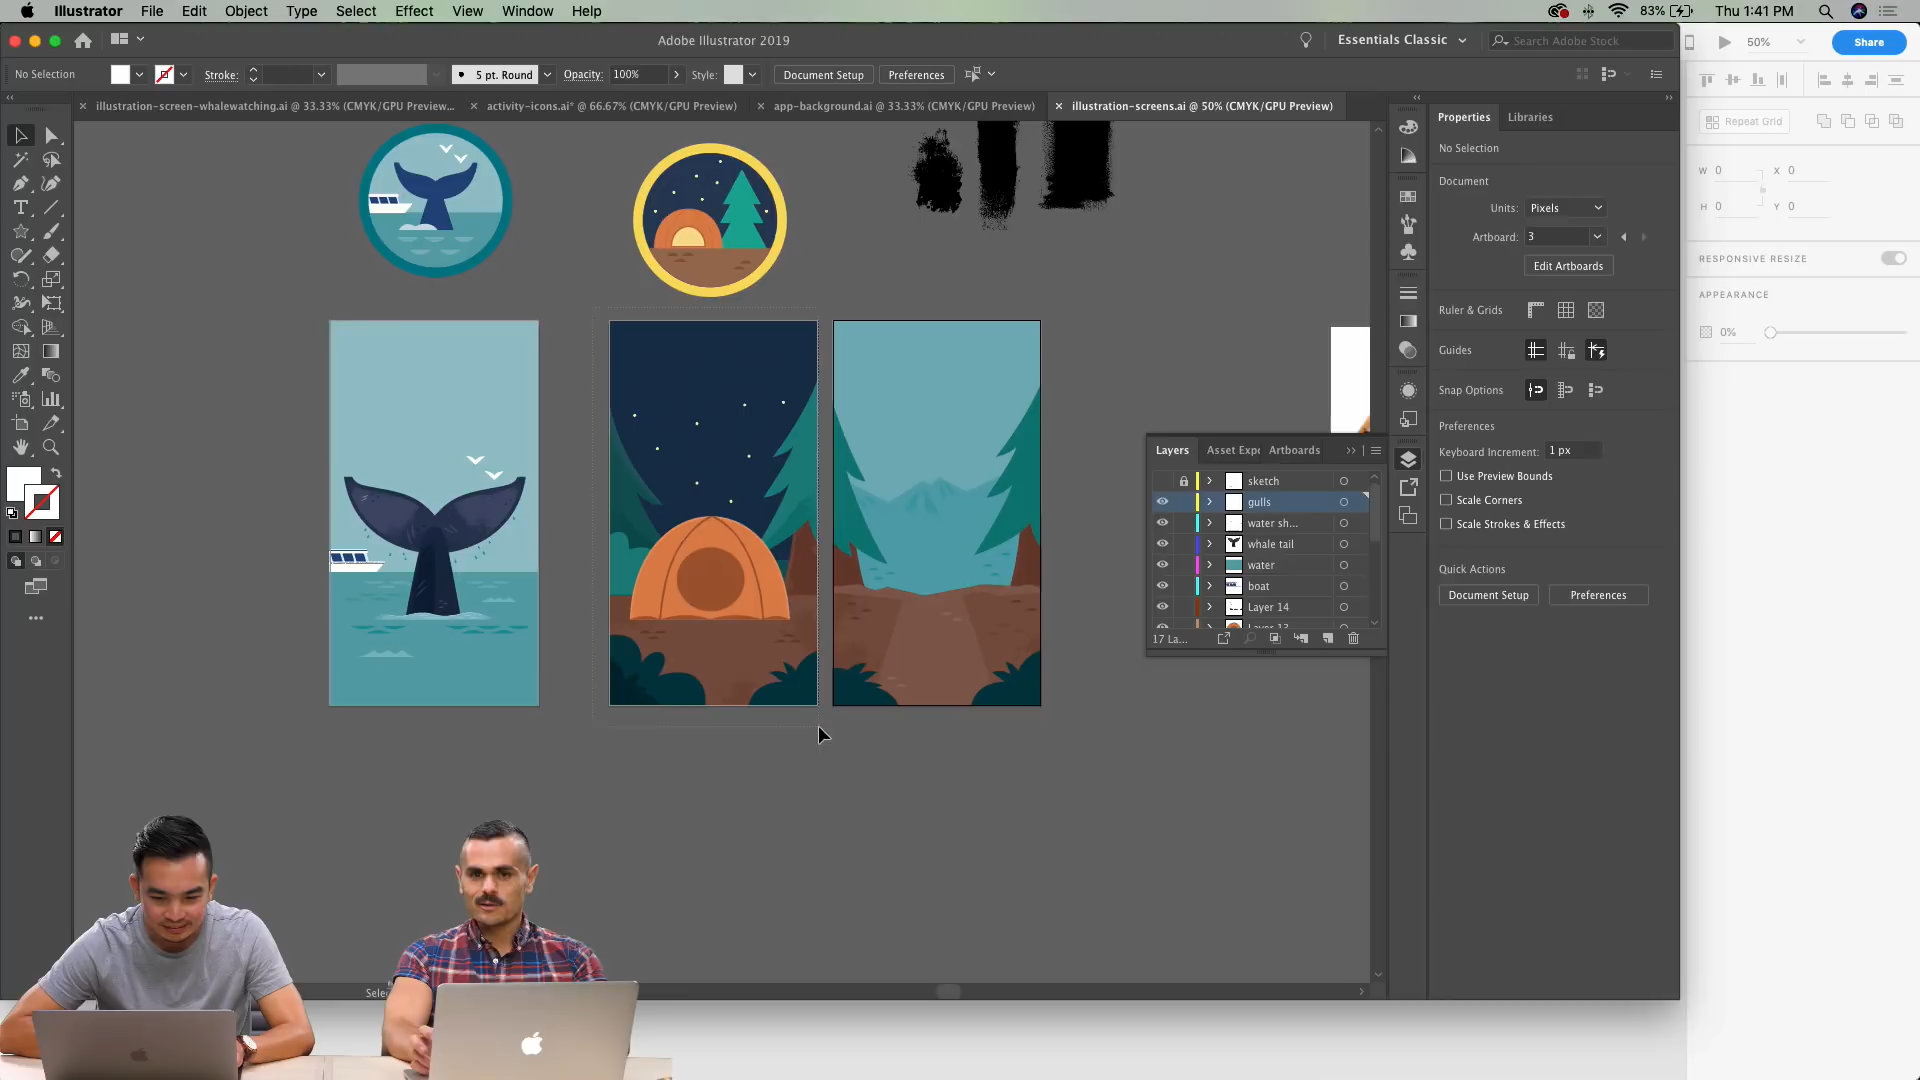 Illustrator File Edit Object Type Select Effect View Window Help
83% Thu 1:41 PM
Adobe Illustrator 2019
Essentials Classic
Search Adobe Stock
50%
Share
No Selection
Stroke:
5 pt. Round
Opacity: 100%
Style:
Document Setup
Preferences
illustration-screen-whalewatching.ai @ 33.33% (CMYK/GPU Preview...
activity-icons.ai* @ 66.67% (CMYK/GPU Preview)
app-background.ai @ 33.33% (CMYK/GPU Preview)
illustration-screens.ai @ 50% (CMYK/GPU Preview)
Properties Libraries
No Selection
Document
Units: Pixels
Artboard: 3
Edit Artboards
Ruler & Grids
Guides
Snap Options
Preferences
Keyboard Increment: 1 px
Use Preview Bounds
Scale Corners
Scale Strokes & Effects
Quick Actions
Document Setup
Preferences
Repeat Grid
W 0 X 0
H 0 Y 0
RESPONSIVE RESIZE
APPEARANCE
0%
Layers Asset Expo Artboards
sketch
gulls
water sh...
whale tail
water
boat
Layer 14
Layer 13
17 La...
Selec